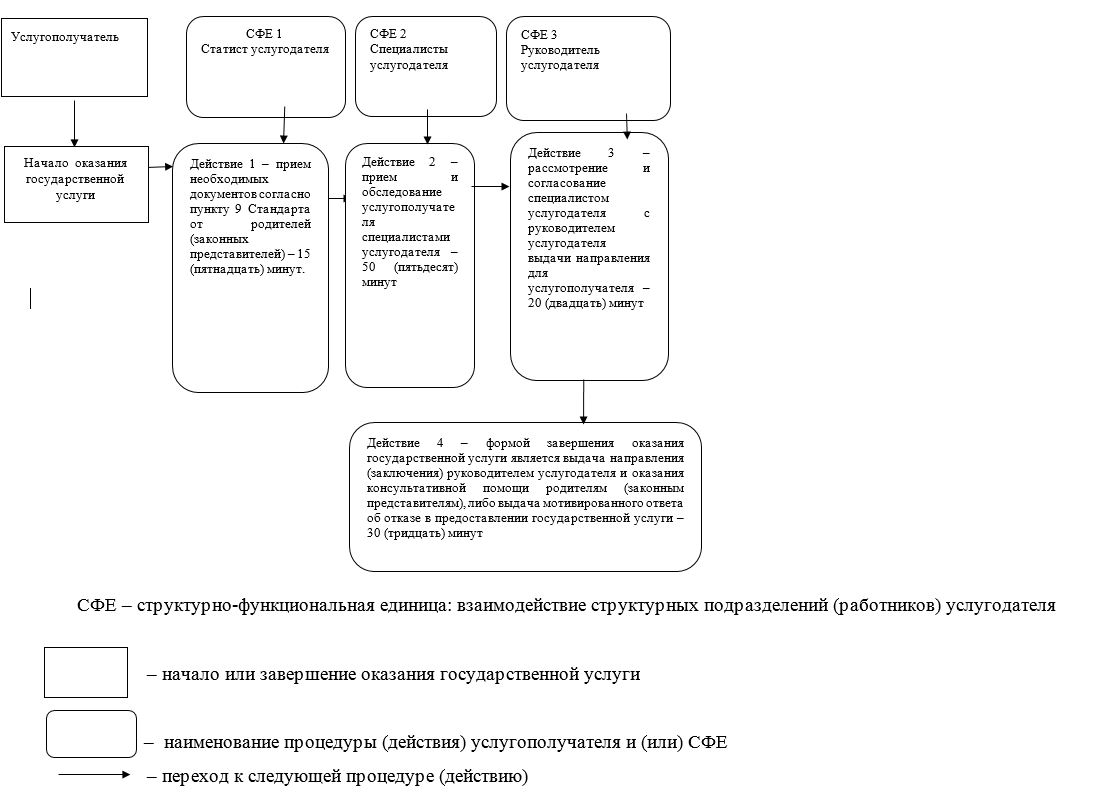 Услугополучатель
СФЕ 1
Статист услугодателя
СФЕ 2
Специалисты
услугодателя
СФЕ 3
Руководитель
услугодателя
Начало оказания
государственной
услуги
Действие 1 – прием
необходимых
документов согласно
пункту 9 Стандарта
от родителей
(законных
представителей) – 15
(пятнадцать) минут.
Действие 2 –
прием и
обследование
услугополучате
ля
специалистами
услугодателя –
50 (пятьдесят)
минут
Действие 3 –
рассмотрение и
согласование
специалистом
услугодателя с
руководителем
услугодателя
выдачи направления
для
услугополучателя –
20 (двадцать) минут
Действие 4 – формой завершения оказания
государственной услуги является выдача направления
(заключения) руководителем услугодателя и оказания
консультативной помощи родителям (законным
представителям), либо выдача мотивированного ответа
об отказе в предоставлении государственной услуги –
30 (тридцать) минут
СФЕ – структурно-функциональная единица: взаимодействие структурных подразделений (работников) услугодателя
– начало или завершение оказания государственной услуги
– наименование процедуры (действия) услугополучателя и (или) СФЕ
– переход к следующей процедуре (действию)